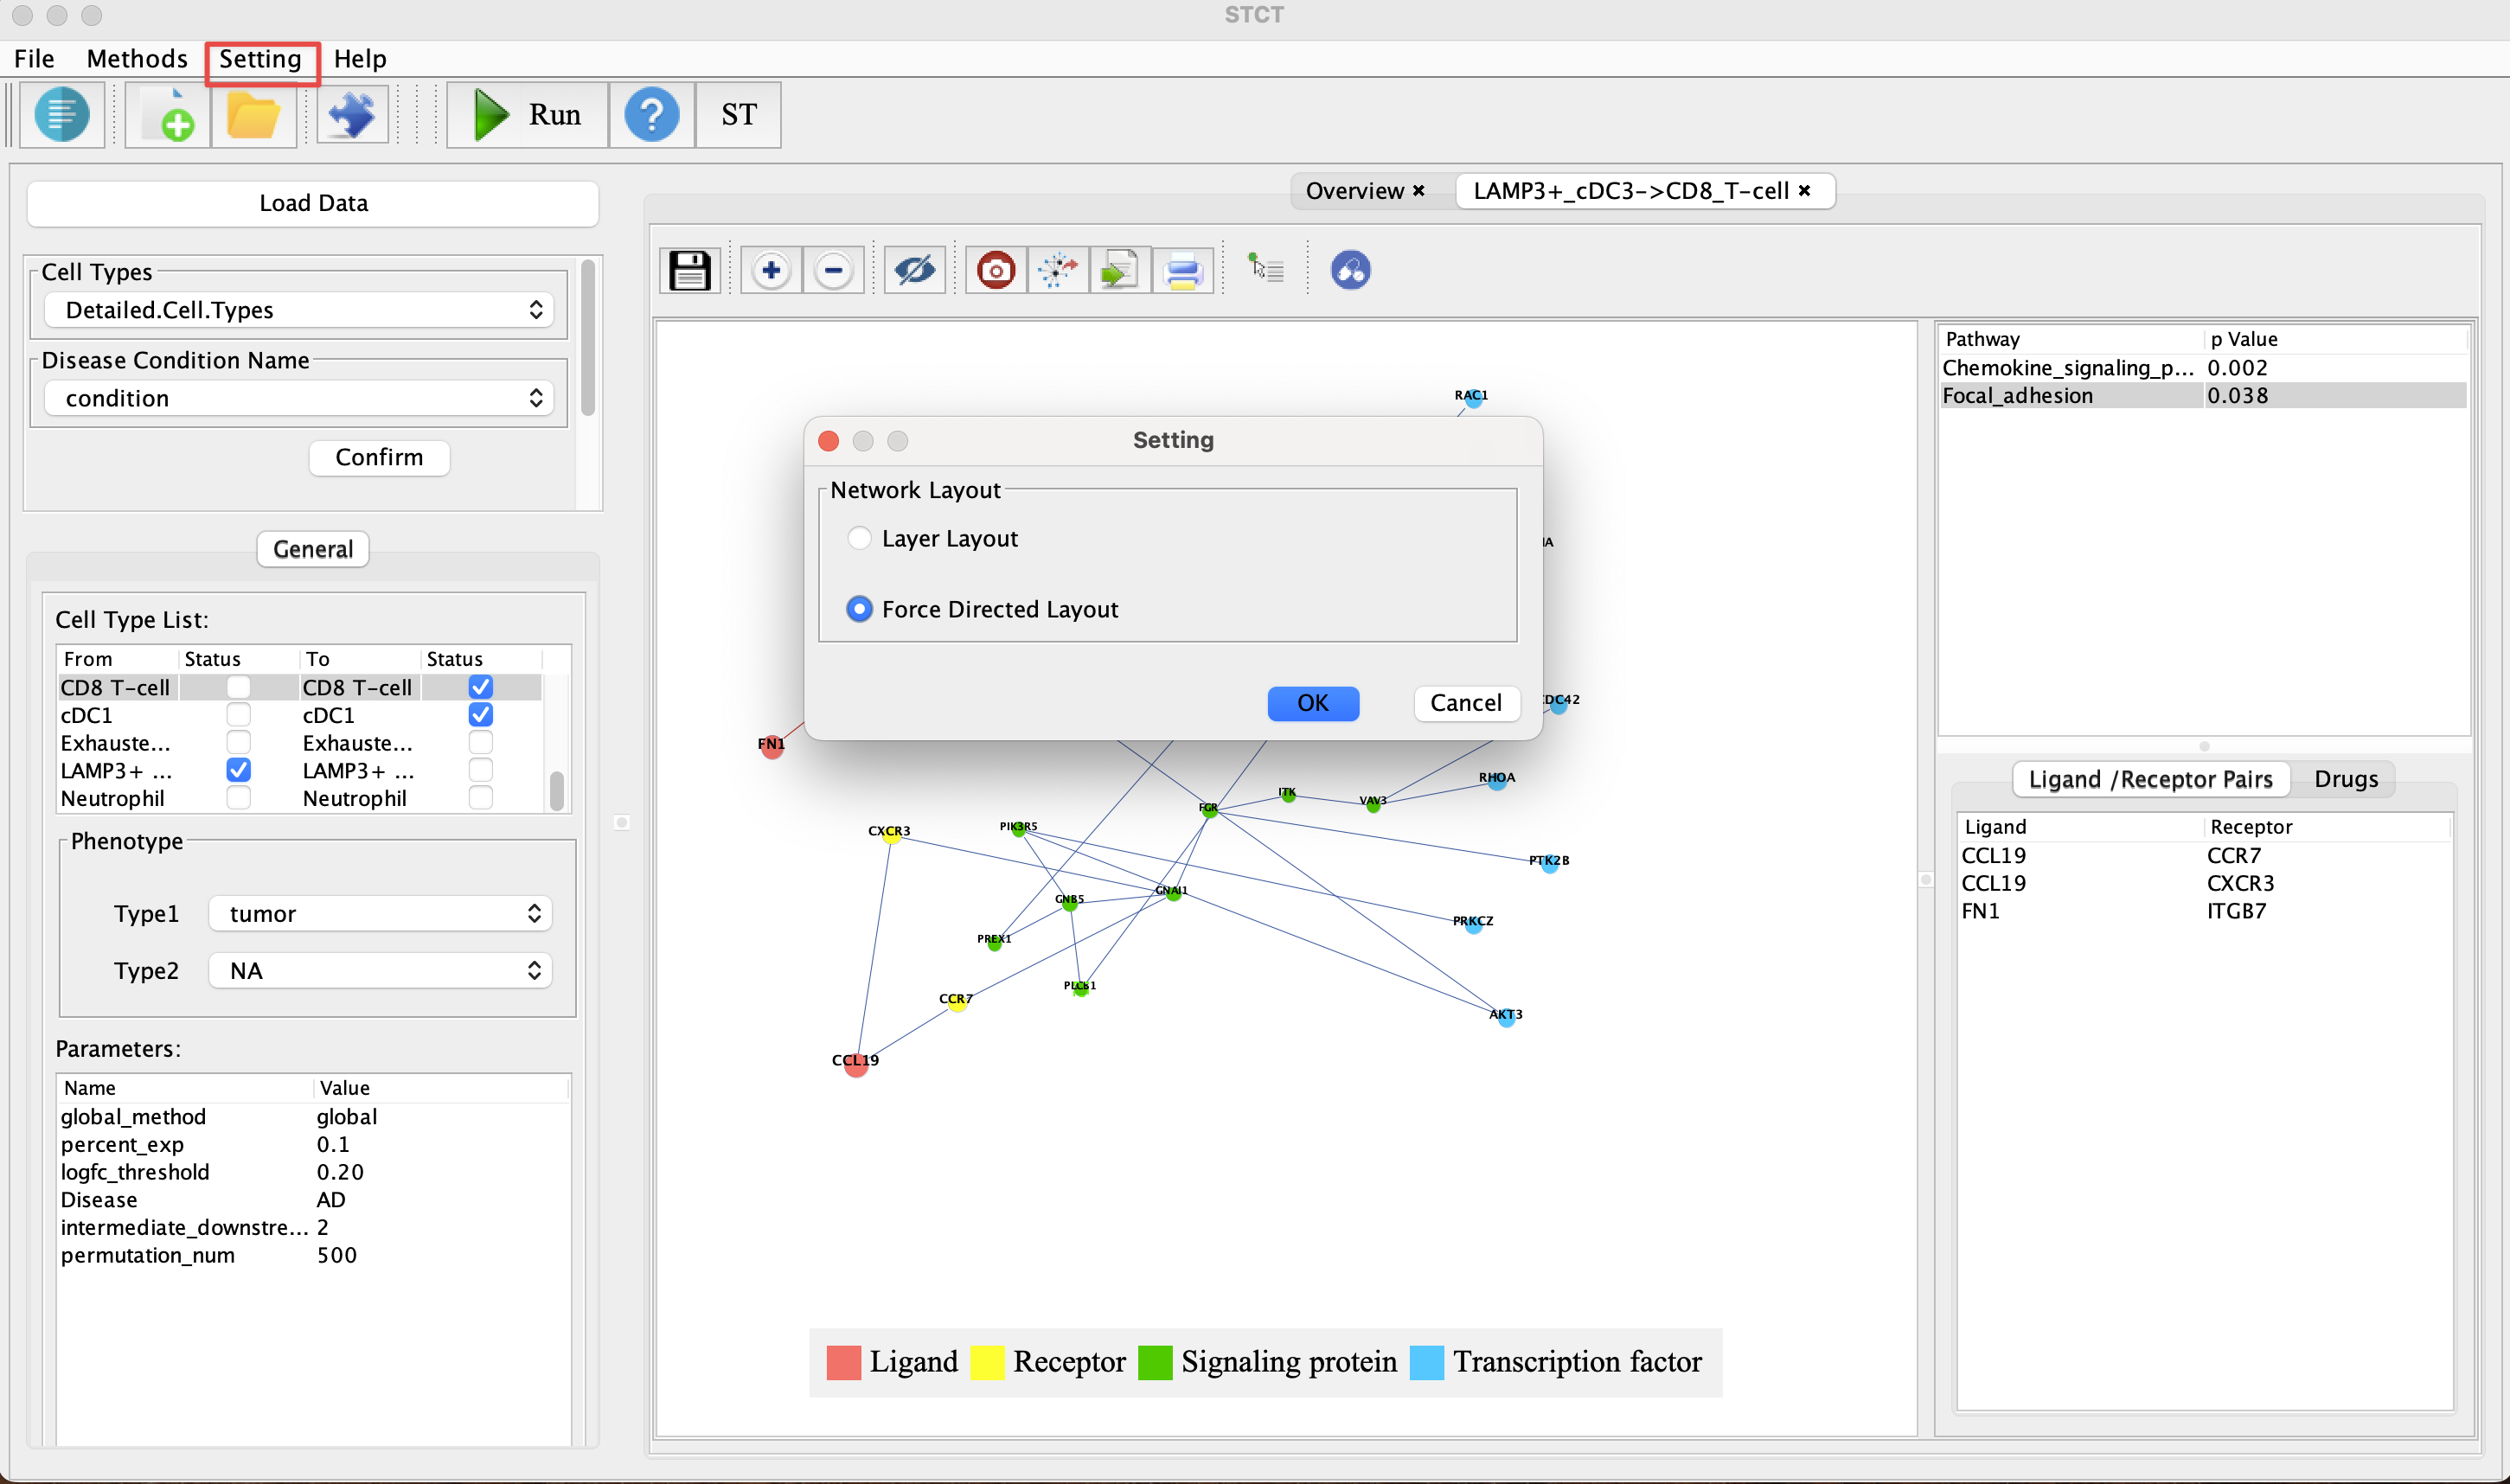 STCT
File Methods Setting Help
Run ST
Load Data
Cell Types
Detailed.Cell.Types
Disease Condition Name
condition
Confirm
General
Cell Type List:
From Status To Status
CD8 T-cell CD8 T-cell
cDC1 cDC1
Exhauste... Exhauste...
LAMP3+ ... LAMP3+ ...
Neutrophil Neutrophil
Phenotype
Type1 tumor
Type2 NA
Parameters:
Name Value
global_method global
percent_exp 0.1
logfc_threshold 0.20
Disease AD
intermediate_downstre... 2
permutation_num 500
Overview LAMP3+_cDC3->CD8_T-cell
RAC1
Setting
Network Layout
Layer Layout
Force Directed Layout
OK Cancel
FN1
RHOA
ITK
VAV3
FGR
PIK3R5
CXCR3
PTK2B
GNAI1
GNB5
PRKCZ
PREX1
PLCB1
CCR7
AKT3
CCL19
Ligand Receptor Signaling protein Transcription factor
Pathway p Value
Chemokine_signaling_p... 0.002
Focal_adhesion 0.038
Ligand /Receptor Pairs Drugs
Ligand Receptor
CCL19 CCR7
CCL19 CXCR3
FN1 ITGB7